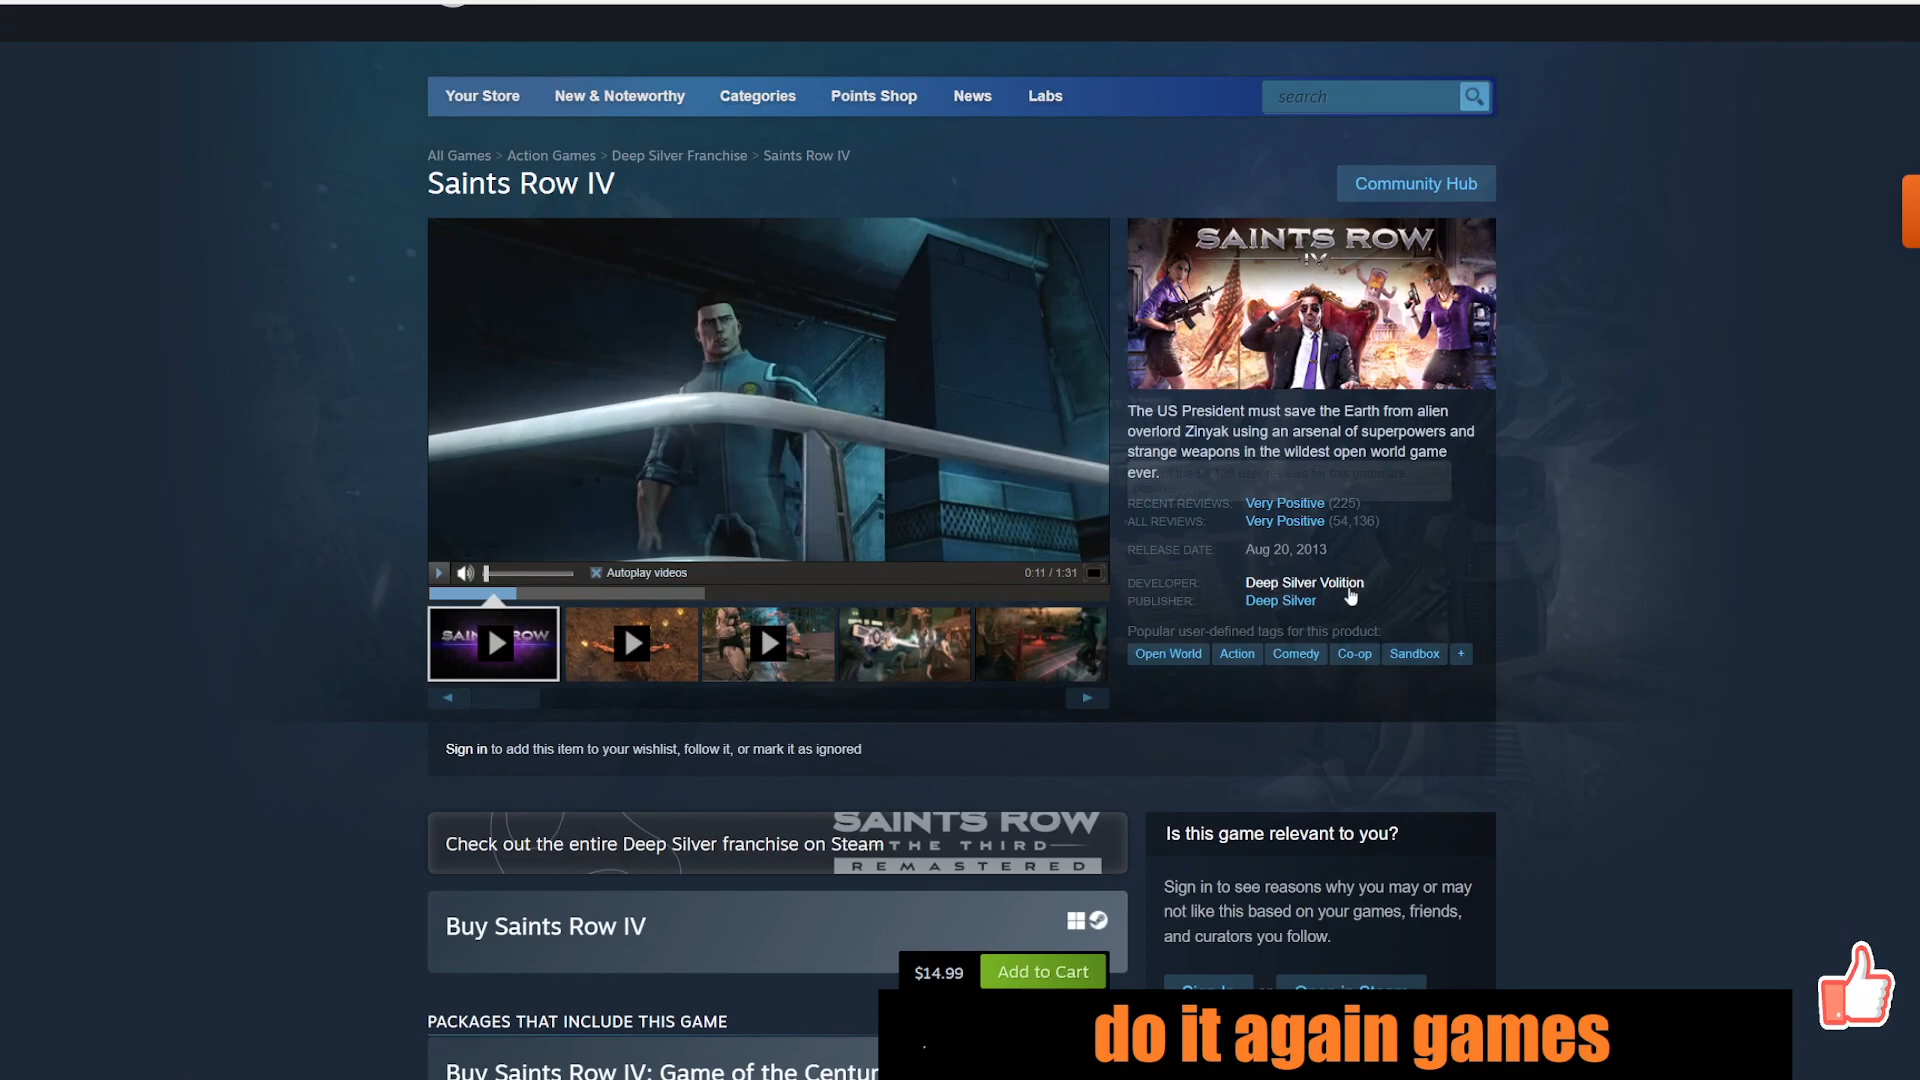 Your Store New & Noteworthy Categories Points Shop News Labs search
All Games > Action Games > Deep Silver Franchise > Saints Row IV
Saints Row IV
Community Hub
SAINTS ROW
IV
The US President must save the Earth from alien
overlord Zinyak using an arsenal of superpowers and
strange weapons in the wildest open world game
ever.
RECENT REVIEWS: Very Positive (225)
ALL REVIEWS: Very Positive (54,136)
RELEASE DATE: Aug 20, 2013
DEVELOPER: Deep Silver Volition
PUBLISHER: Deep Silver
Popular user-defined tags for this product:
Open World Action Comedy Co-op Sandbox +
Autoplay videos 0:11 / 1:31
Sign in to add this item to your wishlist, follow it, or mark it as ignored
Check out the entire Deep Silver franchise on Steam
SAINTS ROW
THE THIRD
REMASTERED
Is this game relevant to you?
Sign in to see reasons why you may or may
not like this based on your games, friends,
and curators you follow.
Buy Saints Row IV
$14.99 Add to Cart
PACKAGES THAT INCLUDE THIS GAME
Buy Saints Row IV: Game of the Centur
do it again games